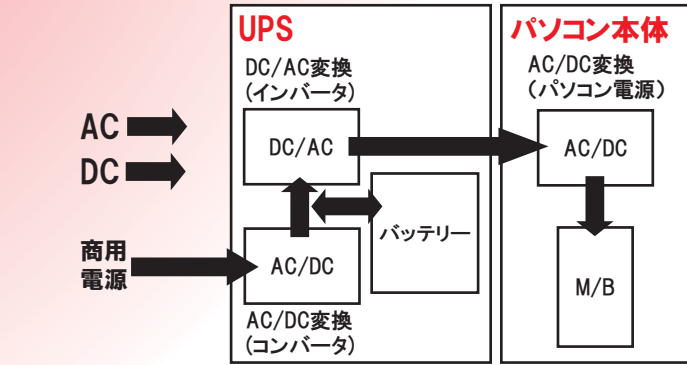 UPS
DC/AC変換
(インバータ)
DC/AC
バッテリー
AC/DC
AC/DC変換
(コンバータ)
パソコン本体
AC/DC変換
(パソコン電源)
AC/DC
M/B
AC
DC
商用
電源